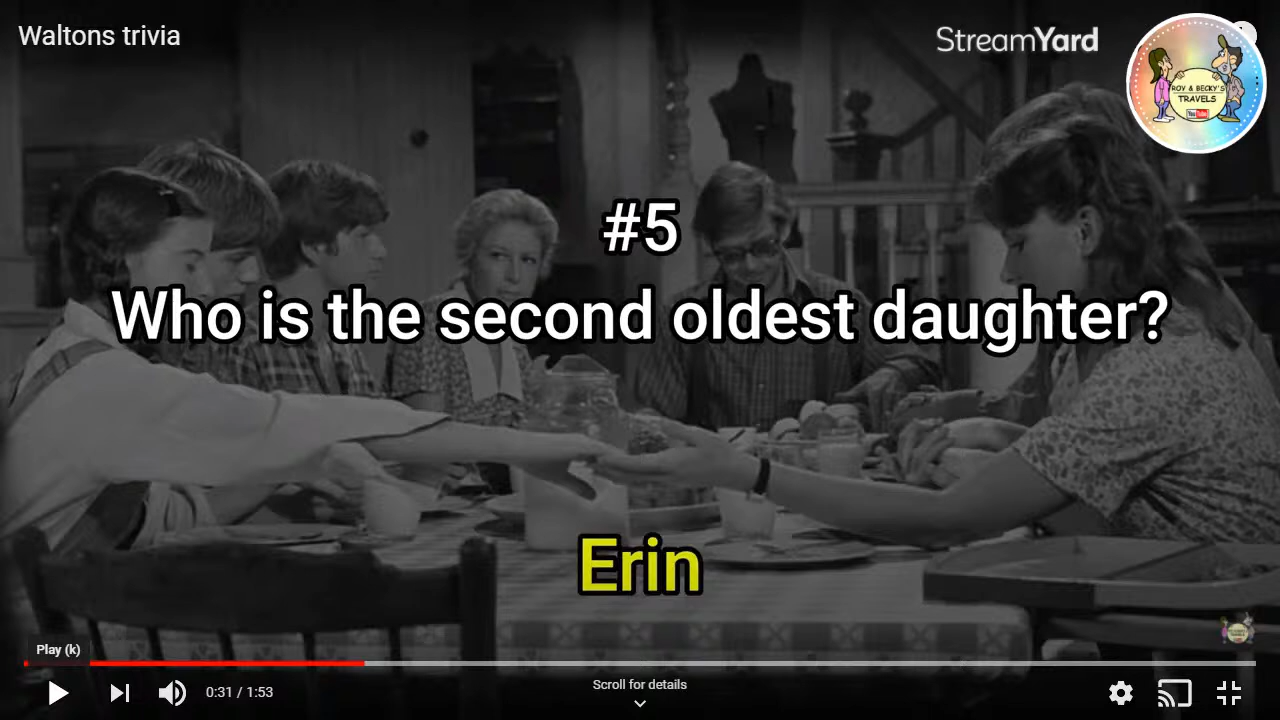 Waltons trivia
StreamYard
ROY & BECKY'S
TRAVELS
#5
Who is the second oldest daughter?
Erin
Play (k)
0:31 / 1:53
Scroll for details